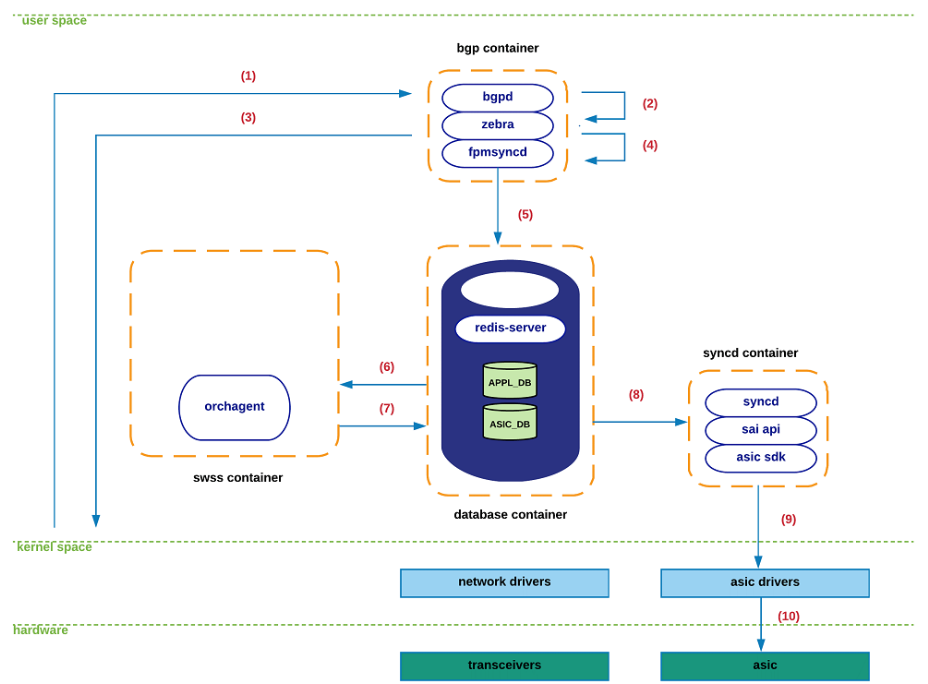 user space
bgp container
(1)
bgpd
(2)
(3)
zebra
(4)
fpmsyncd
(5)
redis-server
syncd container
(6)
APPL_DB
(8)
syncd
orchagent
(7)
ASIC_DB
sai api
asic sdk
swss container
database container
(9)
kernel space
network drivers
asic drivers
(10)
hardware
transceivers
asic